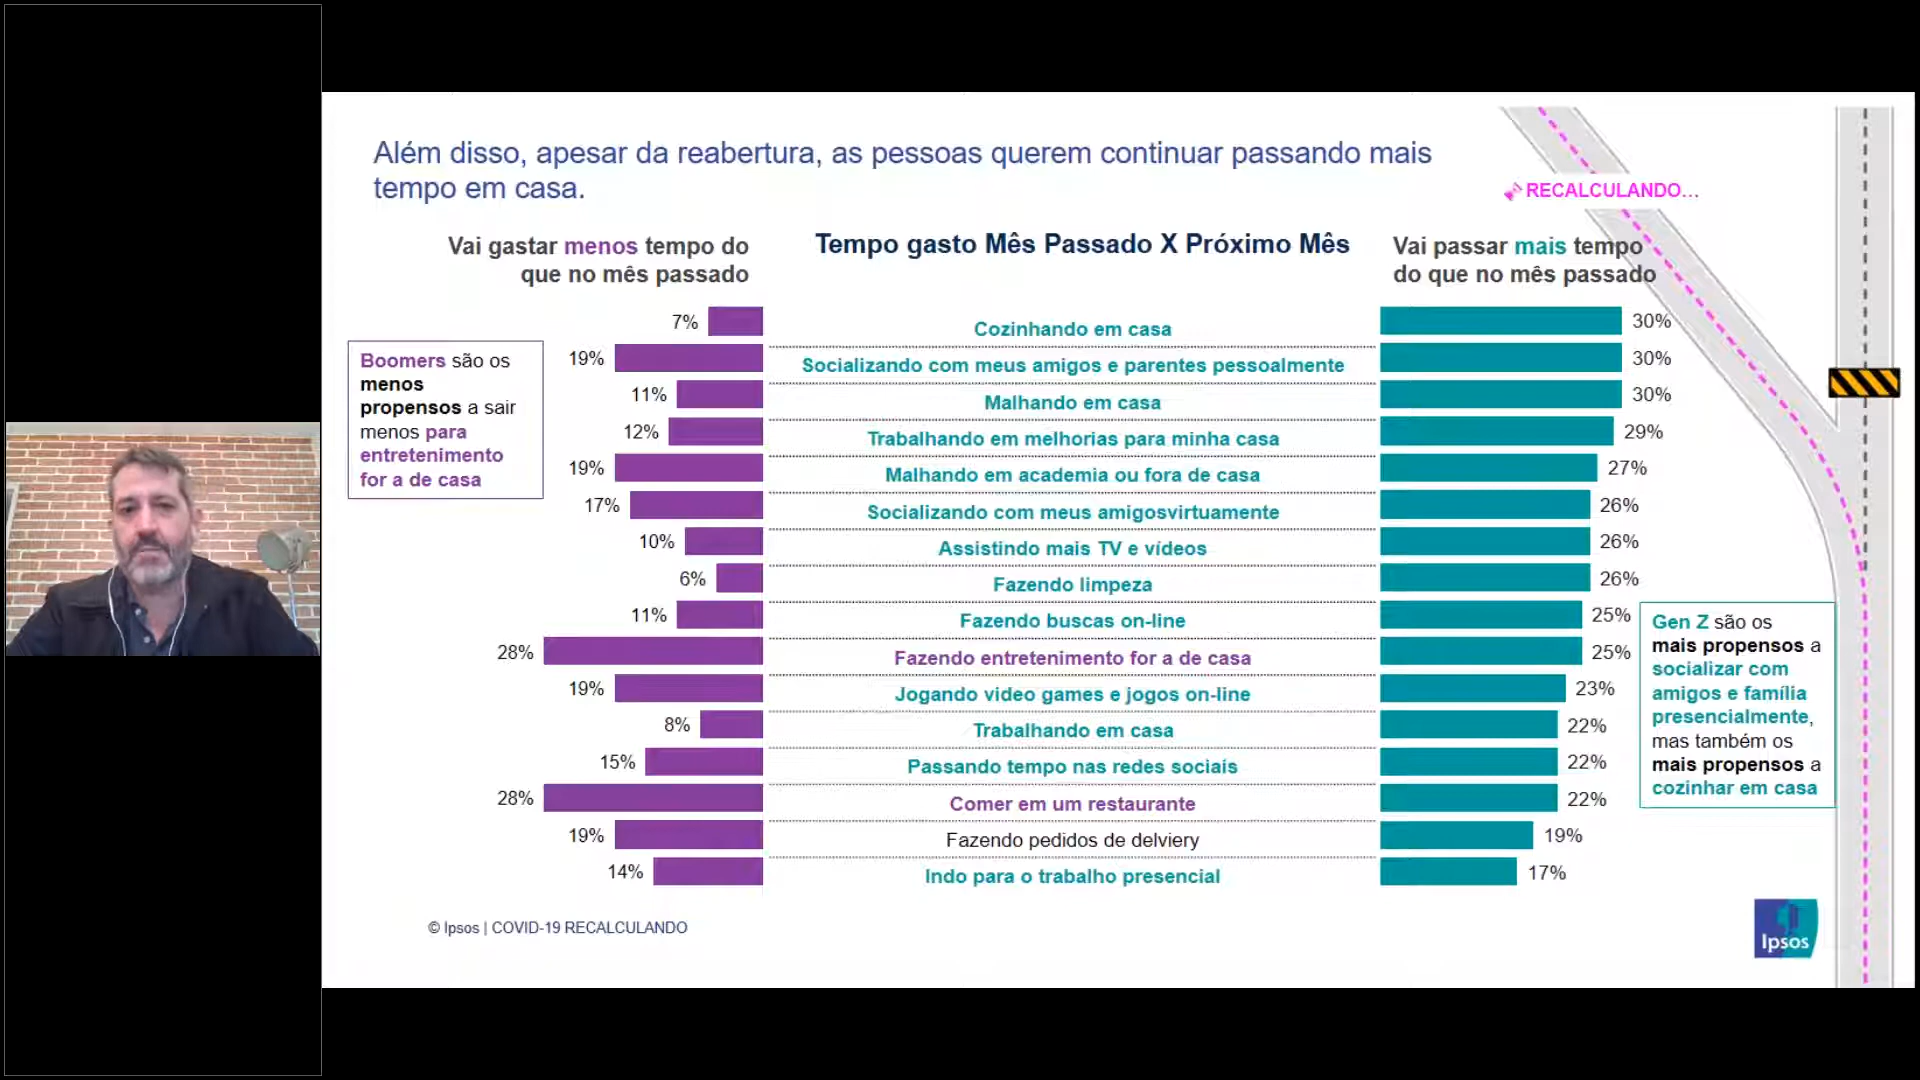 Além disso, apesar da reabertura, as pessoas querem continuar passando mais
tempo em casa.
RECALCULANDO...
Vai gastar menos tempo do
que no mês passado
Tempo gasto Mês Passado X Próximo Mês
Vai passar mais tempo
do que no mês passado
7% Cozinhando em casa 30%
19% Socializando com meus amigos e parentes pessoalmente 30%
11% Malhando em casa 30%
12% Trabalhando em melhorias para minha casa 29%
19% Malhando em academia ou fora de casa 27%
17% Socializando com meus amigosvirtuamente 26%
10% Assistindo mais TV e vídeos 26%
6% Fazendo limpeza 26%
11% Fazendo buscas on-line 25%
28% Fazendo entretenimento for a de casa 25%
19% Jogando video games e jogos on-line 23%
8% Trabalhando em casa 22%
15% Passando tempo nas redes sociais 22%
28% Comer em um restaurante 22%
19% Fazendo pedidos de delviery 19%
14% Indo para o trabalho presencial 17%
Boomers são os
menos
propensos a sair
menos para
entretenimento
for a de casa
Gen Z são os
mais propensos a
socializar com
amigos e família
presencialmente,
mas também os
mais propensos a
cozinhar em casa
© Ipsos | COVID-19 RECALCULANDO
Ipsos